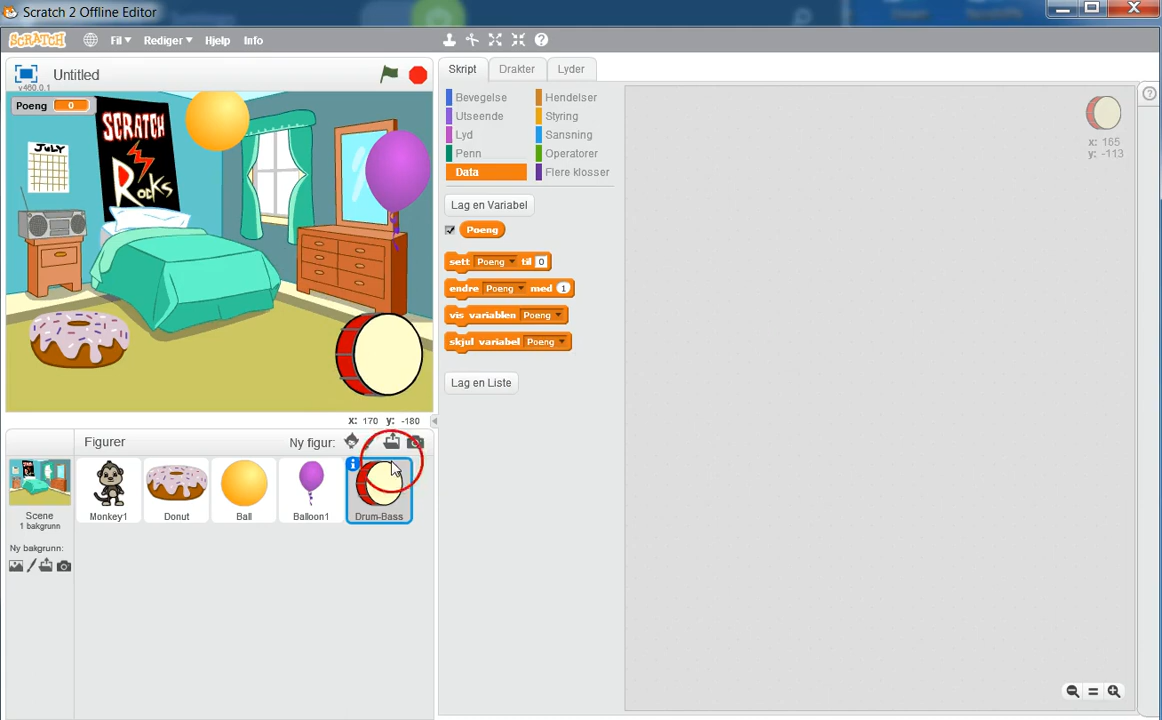 Scratch 2 Offline Editor
SCRATCH
Fil
Rediger
Hjelp
Info
Untitled
v460.0.1
Poeng 0
SCRATCH
Rocks
JULY
x: 170 y: -180
Skript
Drakter
Lyder
Bevegelse
Hendelser
Utseende
Styring
Lyd
Sansning
Penn
Operatorer
Data
Flere klosser
Lag en Variabel
Poeng
sett Poeng til 0
endre Poeng med 1
vis variablen Poeng
skjul variabel Poeng
Lag en Liste
x: 165
y: -113
Figurer
Ny figur:
Scene
1 bakgrunn
Ny bakgrunn:
Monkey1
Donut
Ball
Balloon1
Drum-Bass